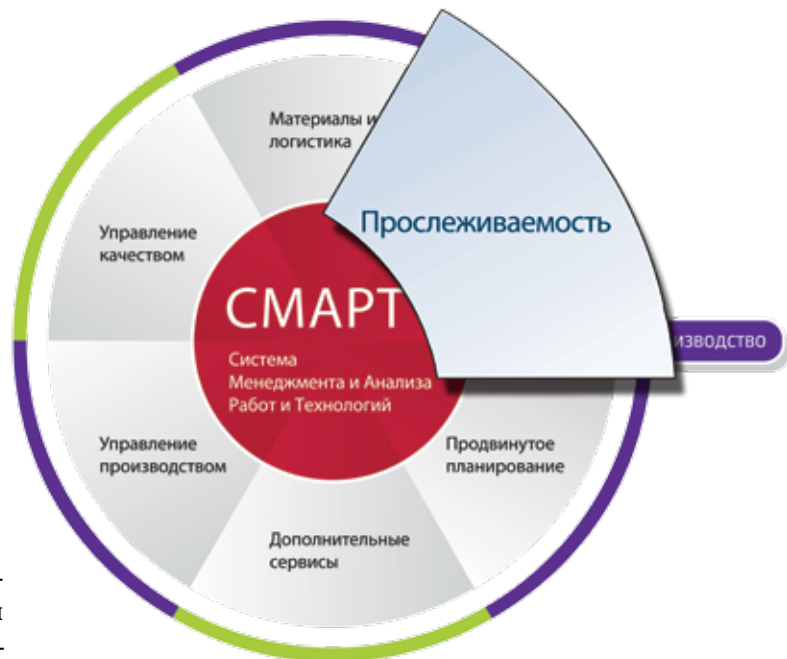 Материалы и
логистика
Прослеживаемость
Управление
качеством
СМАРТ
Система
Менеджмента и Анализа
Работ и Технологий
изводство
Управление
производством
Продвинутое
планирование
Дополнительные
сервисы